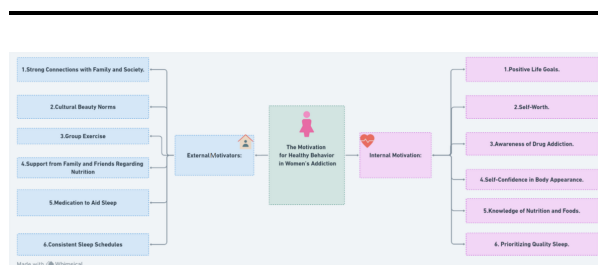 1.Strong Connections with Family and Society.
2.Cultural Beauty Norms
3.Group Exercise
4.Support from Family and Friends Regarding
Nutrition
5.Medication to Aid Sleep
6.Consistent Sleep Schedules
External Motivators:
The Motivation
for Healthy Behavior
in Women's Addiction
Internal Motivation:
1.Positive Life Goals.
2.Self-Worth.
3.Awareness of Drug Addiction.
4.Self-Confidence in Body Appearance.
5.Knowledge of Nutrition and Foods.
6. Prioritizing Quality Sleep.
Made with Whimsical